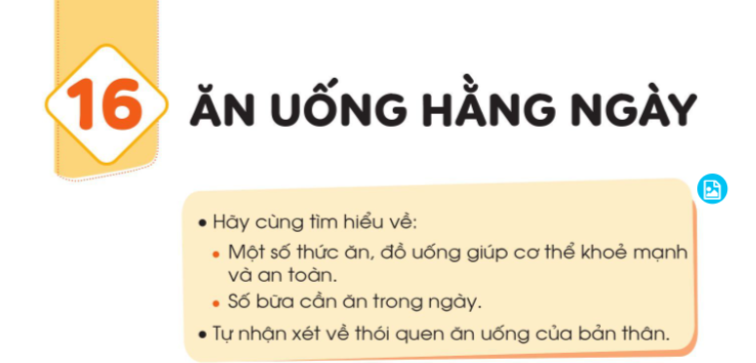 16
ĂN UỐNG HẰNG NGÀY
• Hãy cùng tìm hiểu về:
• Một số thức ăn, đồ uống giúp cơ thể khoẻ mạnh
và an toàn.
• Số bữa cần ăn trong ngày.
• Tự nhận xét về thói quen ăn uống của bản thân.